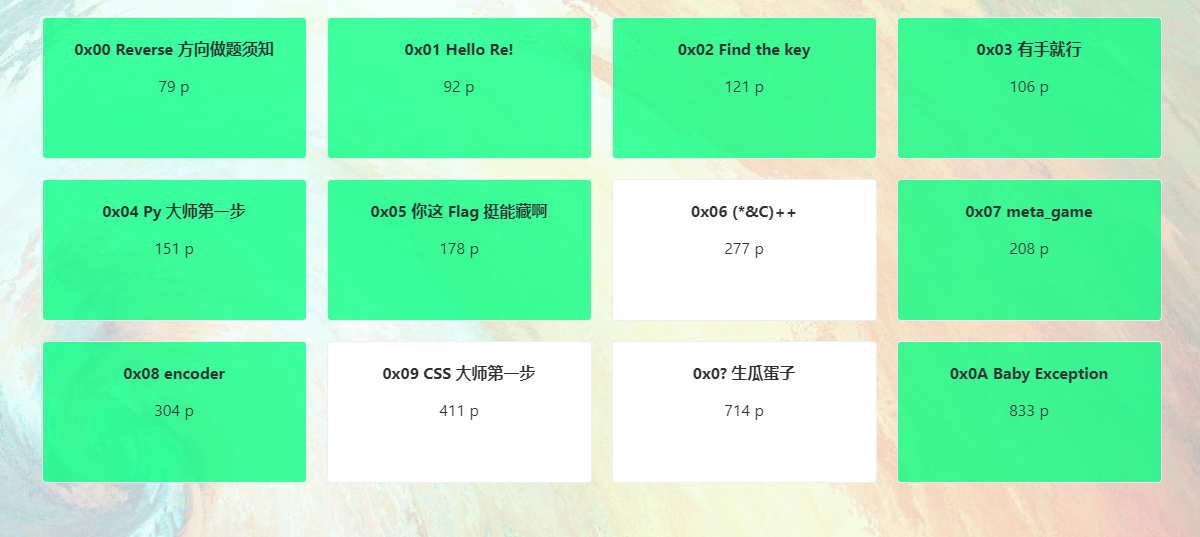 0x00 Reverse 方向做题须知
79 p
0x01 Hello Re!
92 p
0x02 Find the key
121 p
0x03 有手就行
106 p
0x04 Py 大师第一步
151 p
0x05 你这 Flag 挺能藏啊
178 p
0x06 (*&C)++
277 p
0x07 meta_game
208 p
0x08 encoder
304 p
0x09 CSS 大师第一步
411 p
0x0? 生瓜蛋子
714 p
0x0A Baby Exception
833 p